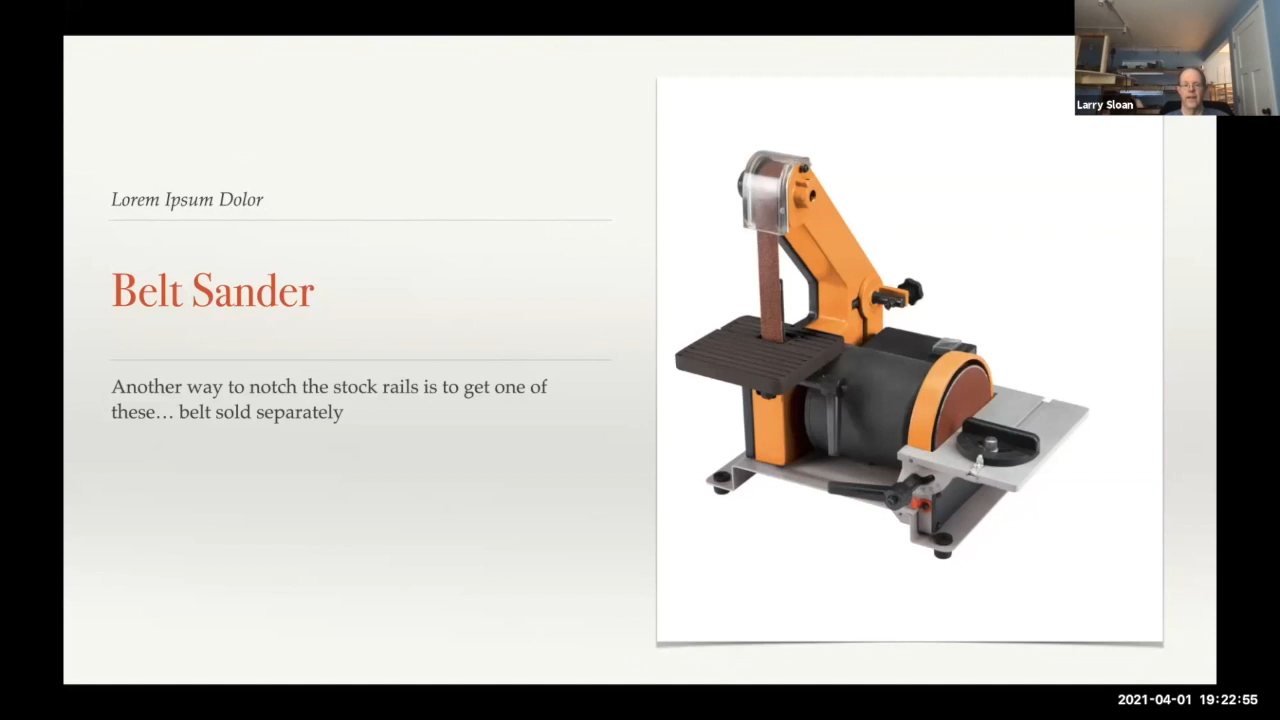 Larry Sloan
Lorem Ipsum Dolor
Belt Sander
Another way to notch the stock rails is to get one of
these… belt sold separately
2021-04-01 19:22:55